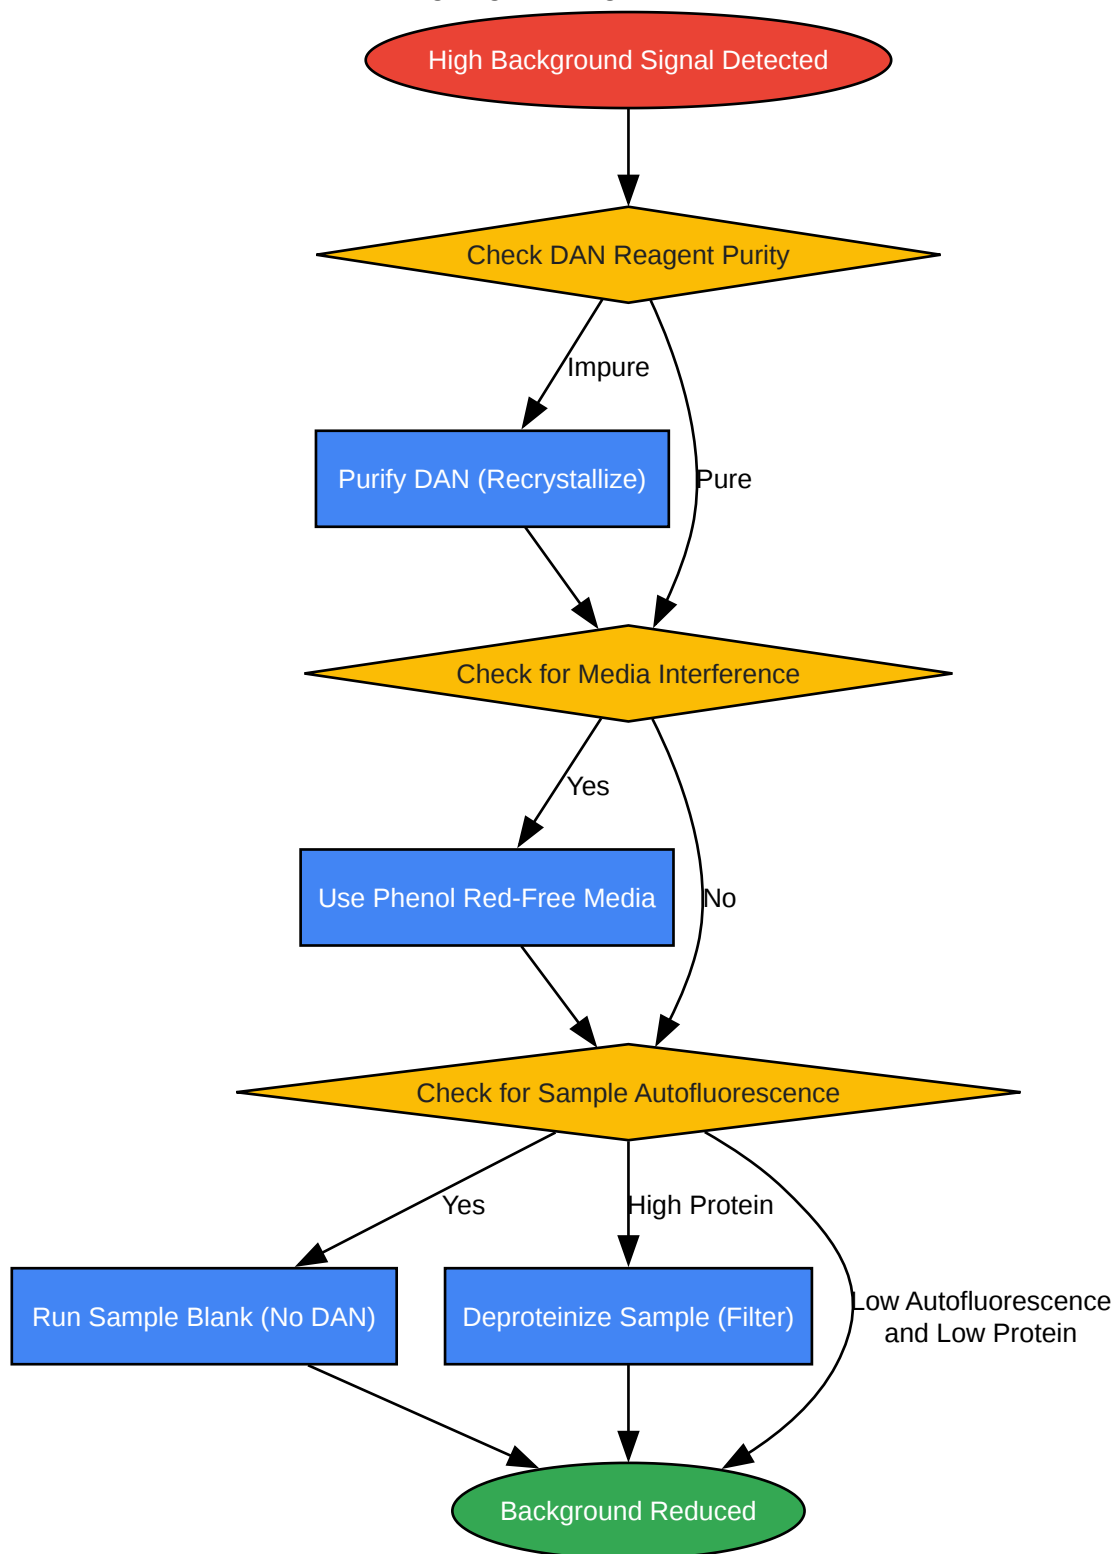 High Background Signal Detected
Check DAN Reagent Purity
Impure
Purify DAN (Recrystallize)
Pure
Check for Media Interference
Yes
Use Phenol Red-Free Media
No
Check for Sample Autofluorescence
Yes
High Protein
Low Autofluorescence
and Low Protein
Run Sample Blank (No DAN)
Deproteinize Sample (Filter)
Background Reduced